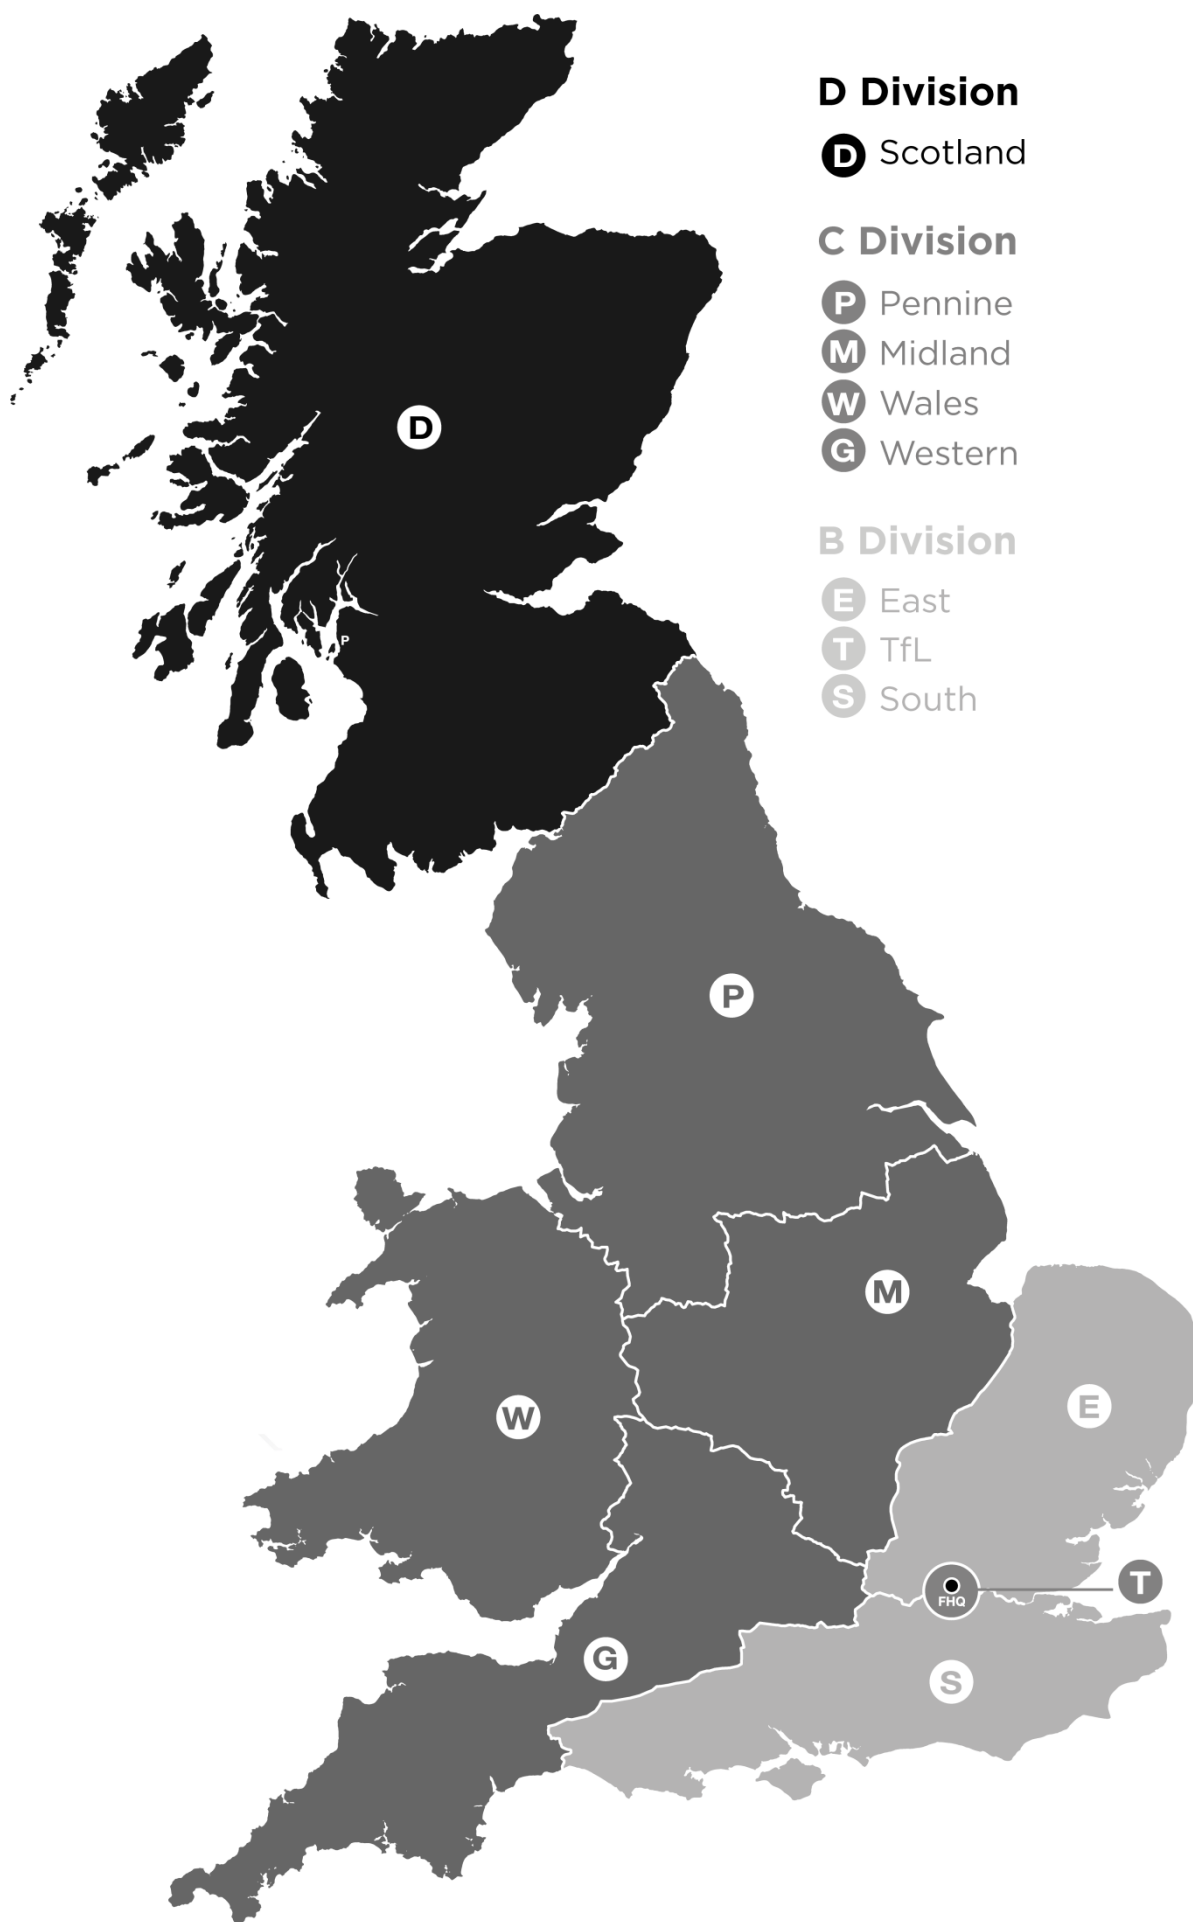 D Division
D Scotland
C Division
P Pennine
M Midland
W Wales
G Western
B Division
E East
T TfL
S South
D
P
P
M
W
E
T
FHQ
G
S